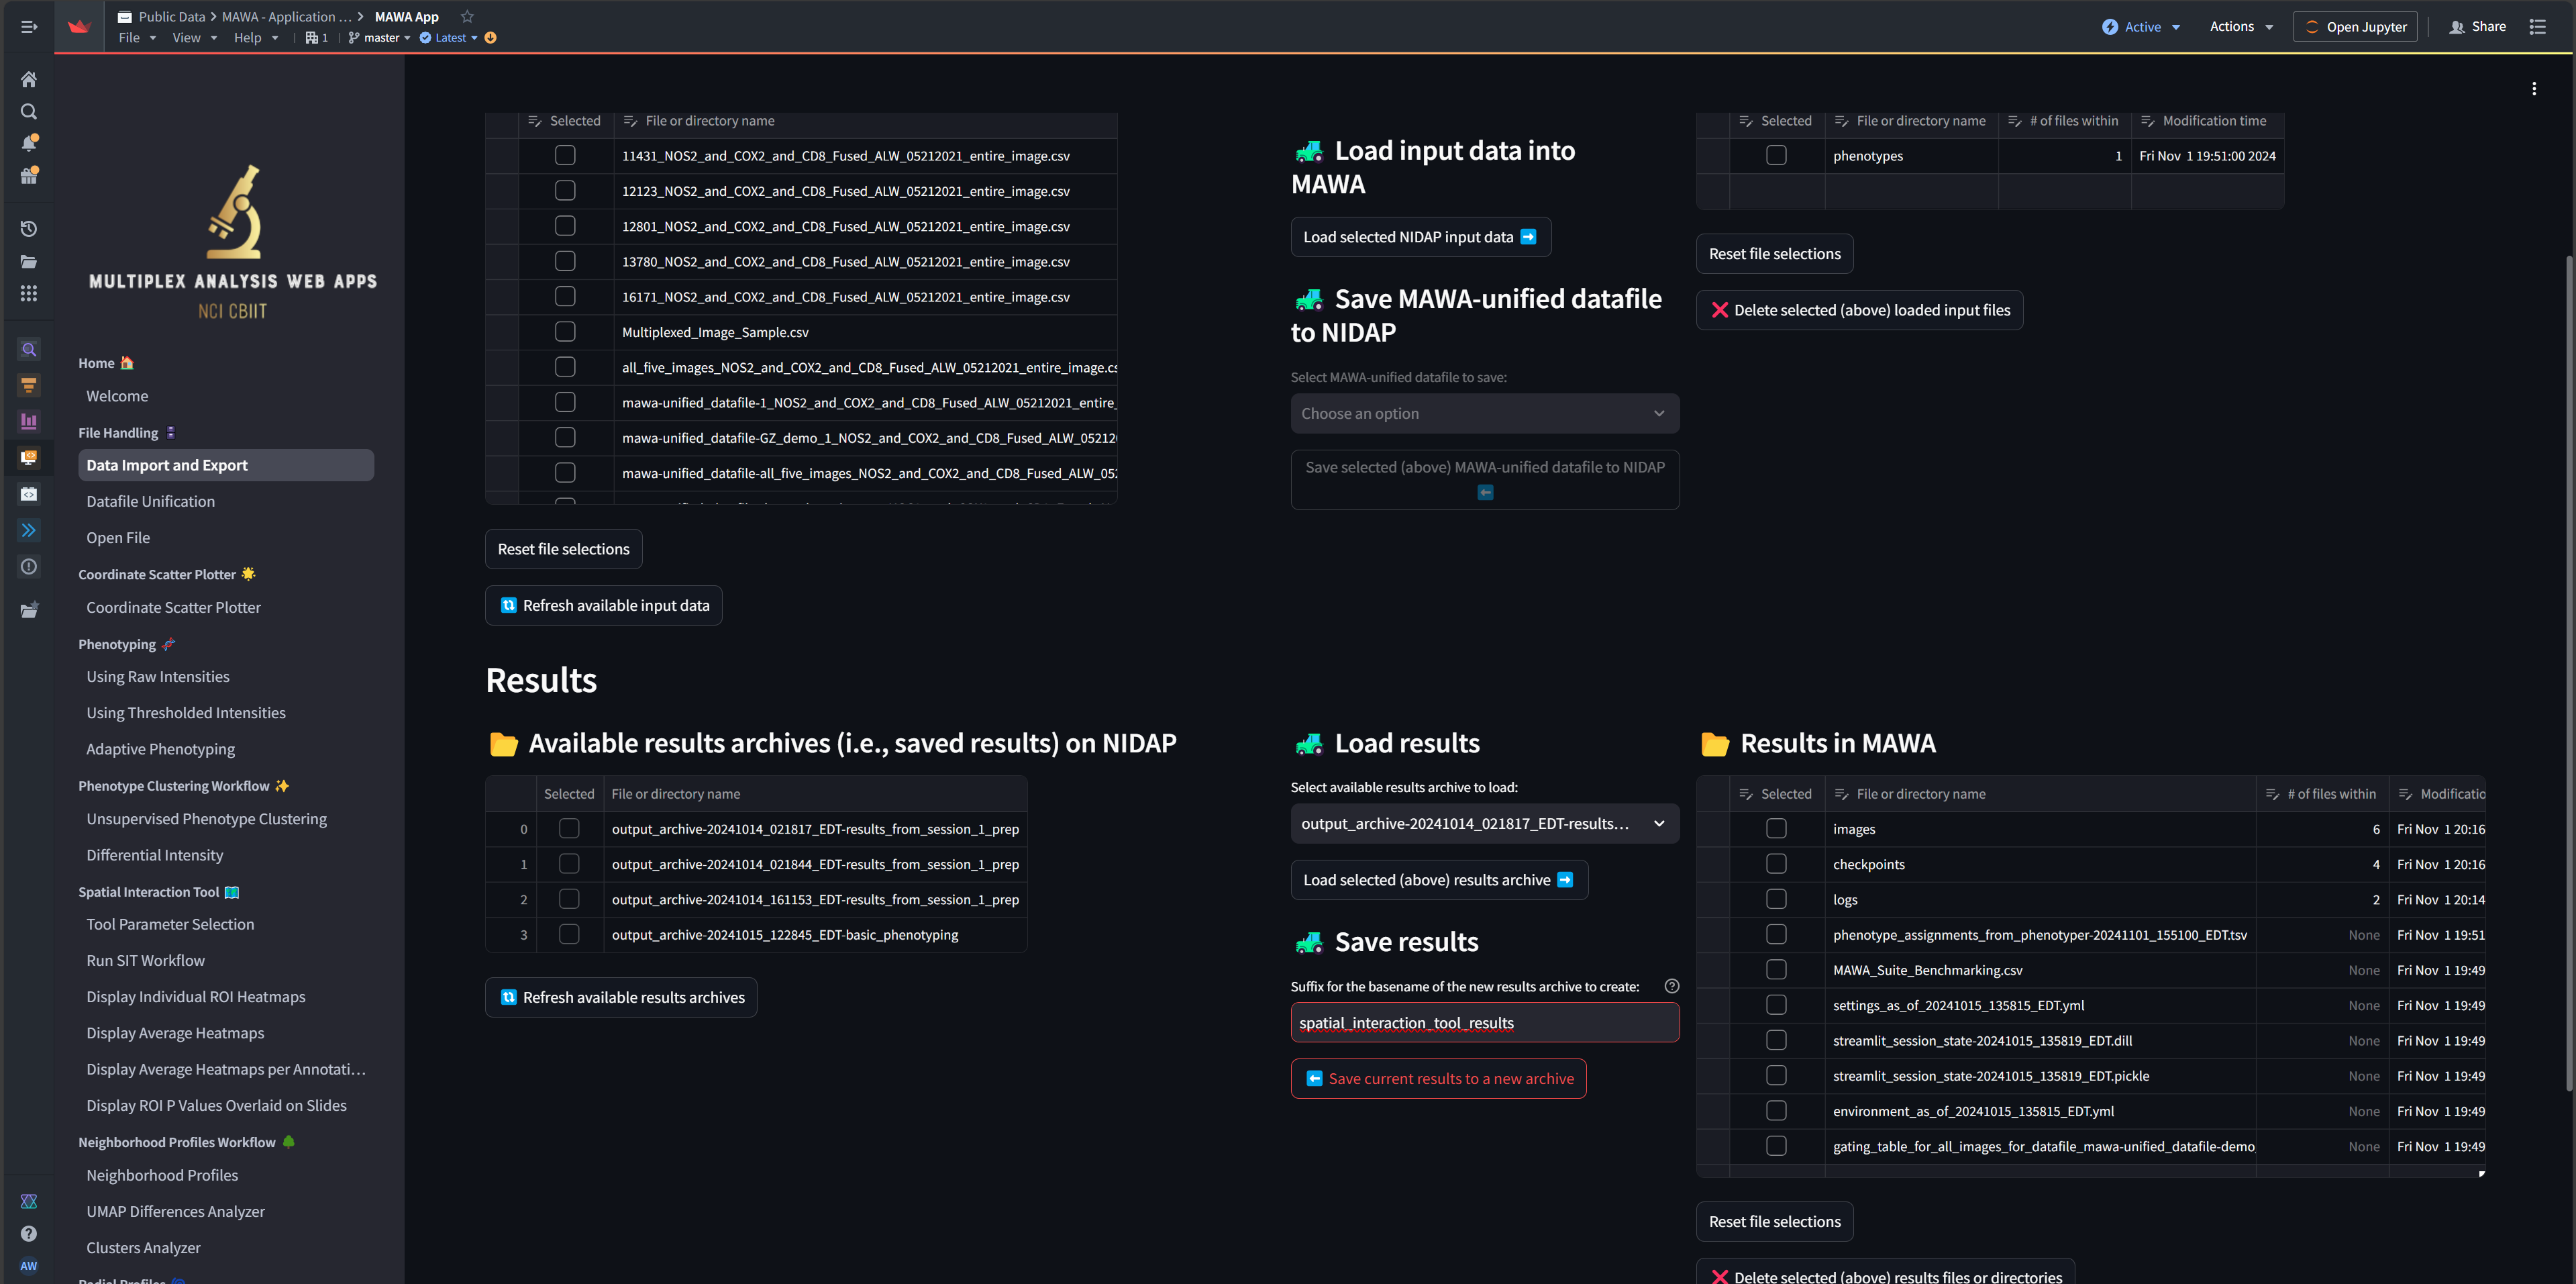 Public Data > MAWA - Application ... > MAWA App
File View Help 1 master Latest
Active Actions Open Jupyter Share
MULTIPLEX ANALYSIS WEB APPS
NCI CBIIT
Home
Welcome
File Handling
Data Import and Export
Datafile Unification
Open File
Coordinate Scatter Plotter
Coordinate Scatter Plotter
Phenotyping
Using Raw Intensities
Using Thresholded Intensities
Adaptive Phenotyping
Phenotype Clustering Workflow
Unsupervised Phenotype Clustering
Differential Intensity
Spatial Interaction Tool
Tool Parameter Selection
Run SIT Workflow
Display Individual ROI Heatmaps
Display Average Heatmaps
Display Average Heatmaps per Annotati...
Display ROI P Values Overlaid on Slides
Neighborhood Profiles Workflow
Neighborhood Profiles
UMAP Differences Analyzer
Clusters Analyzer
AW
Selected File or directory name
11431_NOS2_and_COX2_and_CD8_Fused_ALW_05212021_entire_image.csv
12123_NOS2_and_COX2_and_CD8_Fused_ALW_05212021_entire_image.csv
12801_NOS2_and_COX2_and_CD8_Fused_ALW_05212021_entire_image.csv
13780_NOS2_and_COX2_and_CD8_Fused_ALW_05212021_entire_image.csv
16171_NOS2_and_COX2_and_CD8_Fused_ALW_05212021_entire_image.csv
Multiplexed_Image_Sample.csv
all_five_images_NOS2_and_COX2_and_CD8_Fused_ALW_05212021_entire_image.cs
mawa-unified_datafile-1_NOS2_and_COX2_and_CD8_Fused_ALW_05212021_entire_
mawa-unified_datafile-GZ_demo_1_NOS2_and_COX2_and_CD8_Fused_ALW_05212
mawa-unified_datafile-all_five_images_NOS2_and_COX2_and_CD8_Fused_ALW_052
Reset file selections
Refresh available input data
Load input data into
MAWA
Load selected NIDAP input data
Save MAWA-unified datafile
to NIDAP
Select MAWA-unified datafile to save:
Choose an option
Save selected (above) MAWA-unified datafile to NIDAP
Selected File or directory name # of files within Modification time
phenotypes 1 Fri Nov 1 19:51:00 2024
Reset file selections
Delete selected (above) loaded input files
Results
Available results archives (i.e., saved results) on NIDAP
Selected File or directory name
0 output_archive-20241014_021817_EDT-results_from_session_1_prep
1 output_archive-20241014_021844_EDT-results_from_session_1_prep
2 output_archive-20241014_161153_EDT-results_from_session_1_prep
3 output_archive-20241015_122845_EDT-basic_phenotyping
Refresh available results archives
Load results
Select available results archive to load:
output_archive-20241014_021817_EDT-results...
Load selected (above) results archive
Save results
Suffix for the basename of the new results archive to create:
spatial_interaction_tool_results
Save current results to a new archive
Results in MAWA
Selected File or directory name # of files within Modificatio
images 6 Fri Nov 1 20:16
checkpoints 4 Fri Nov 1 20:16
logs 2 Fri Nov 1 20:14
phenotype_assignments_from_phenotyper-20241101_155100_EDT.tsv None Fri Nov 1 19:51
MAWA_Suite_Benchmarking.csv None Fri Nov 1 19:49
settings_as_of_20241015_135815_EDT.yml None Fri Nov 1 19:49
streamlit_session_state-20241015_135819_EDT.dill None Fri Nov 1 19:49
streamlit_session_state-20241015_135819_EDT.pickle None Fri Nov 1 19:49
environment_as_of_20241015_135815_EDT.yml None Fri Nov 1 19:49
gating_table_for_all_images_for_datafile_mawa-unified_datafile-demo_ None Fri Nov 1 19:49
Reset file selections
Delete selected (above) results files or directories